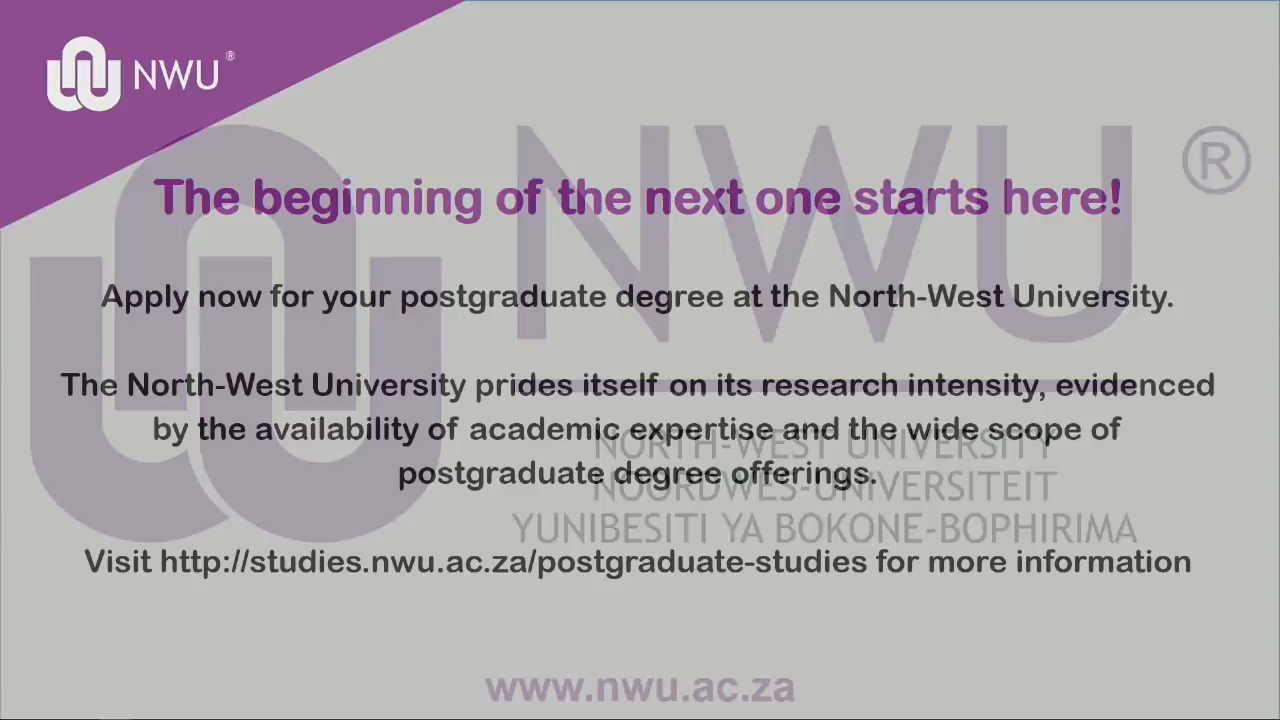 NWU®
NWU®
The beginning of the next one starts here!
Apply now for your postgraduate degree at the North-West University.
The North-West University prides itself on its research intensity, evidenced
by the availability of academic expertise and the wide scope of
NORTH-WEST UNIVERSITY
postgraduate degree offerings.
NOORDWES-UNIVERSITEIT
YUNIBESITI YA BOKONE-BOPHIRIMA
Visit http://studies.nwu.ac.za/postgraduate-studies for more information
www.nwu.ac.za